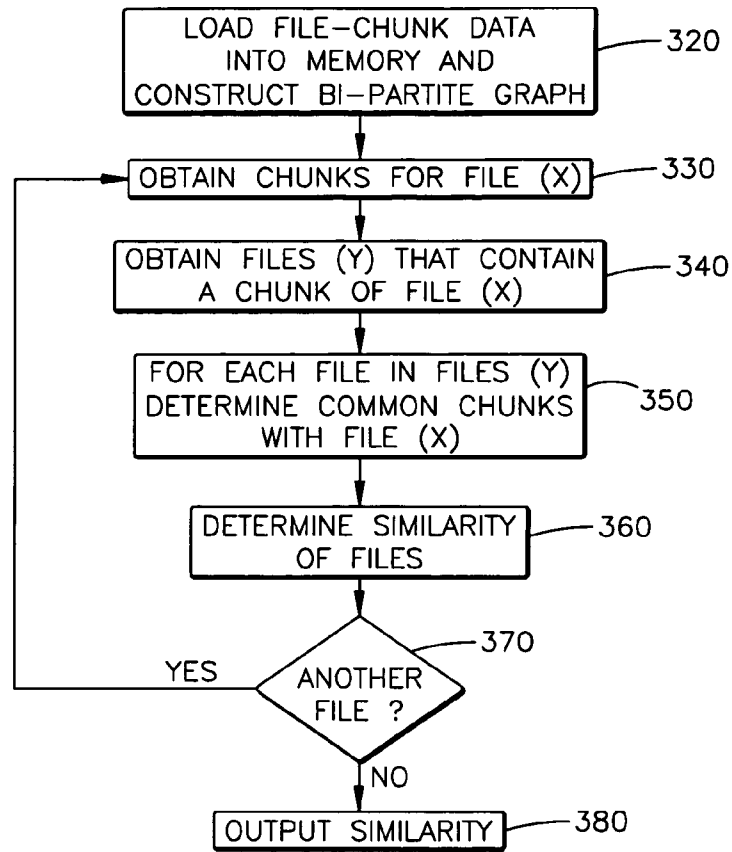 LOAD FILE-CHUNK DATA
INTO MEMORY AND
CONSTRUCT BI-PARTITE GRAPH
320
OBTAIN CHUNKS FOR FILE (X)
330
OBTAIN FILES (Y) THAT CONTAIN
A CHUNK OF FILE (X)
340
FOR EACH FILE IN FILES (Y)
DETERMINE COMMON CHUNKS
WITH FILE (X)
350
DETERMINE SIMILARITY
OF FILES
360
370
YES
ANOTHER
FILE ?
NO
OUTPUT SIMILARITY
380